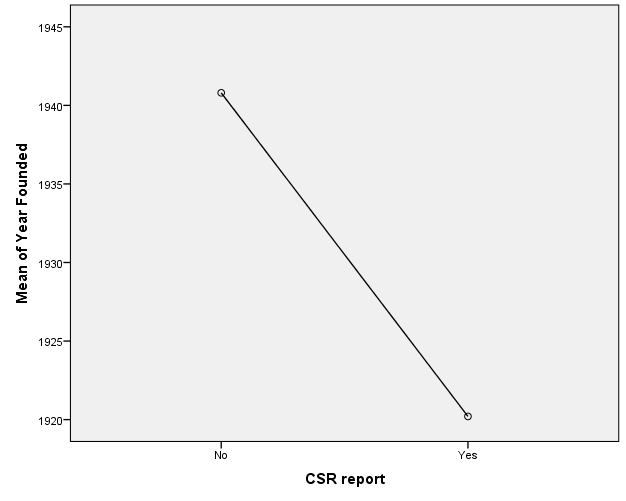 1945
1940
1935
1930
1925
1920
Mean of Year Founded
No
Yes
CSR report